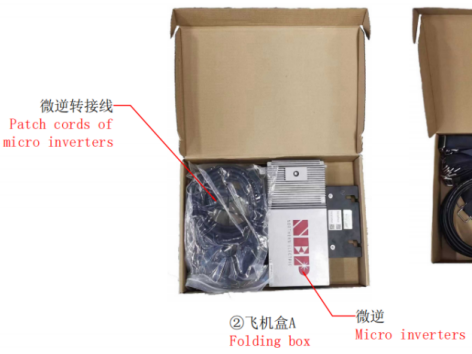 微逆转接线
Patch cords of
micro inverters
NEP
②飞机盒A
Folding box
微逆
Micro inverters